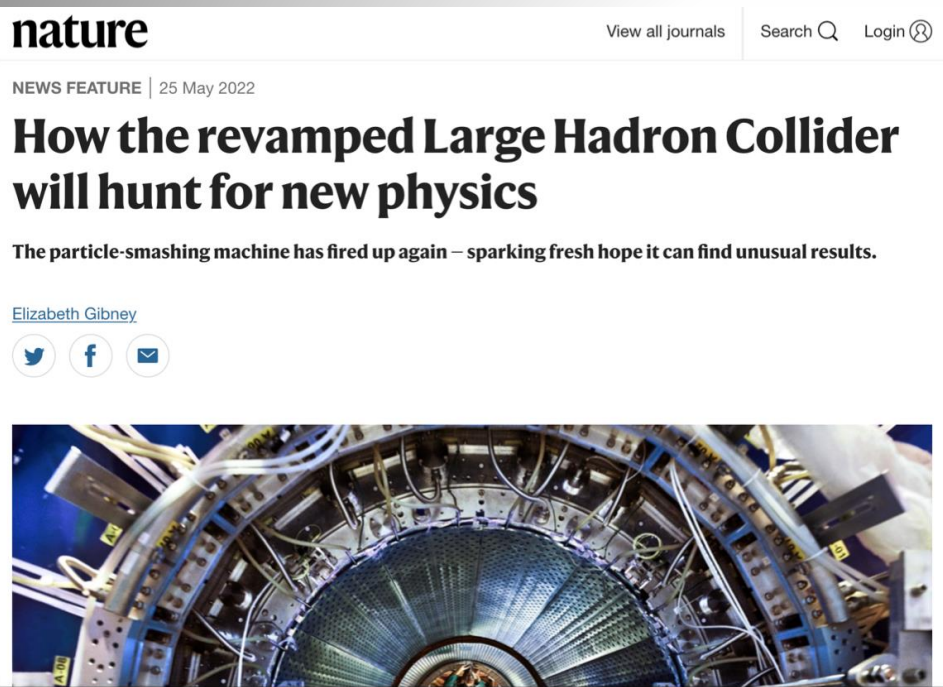 nature
View all journals
Search
Login
NEWS FEATURE | 25 May 2022
How the revamped Large Hadron Collider
will hunt for new physics
The particle-smashing machine has fired up again — sparking fresh hope it can find unusual results.
Elizabeth Gibney
A-08